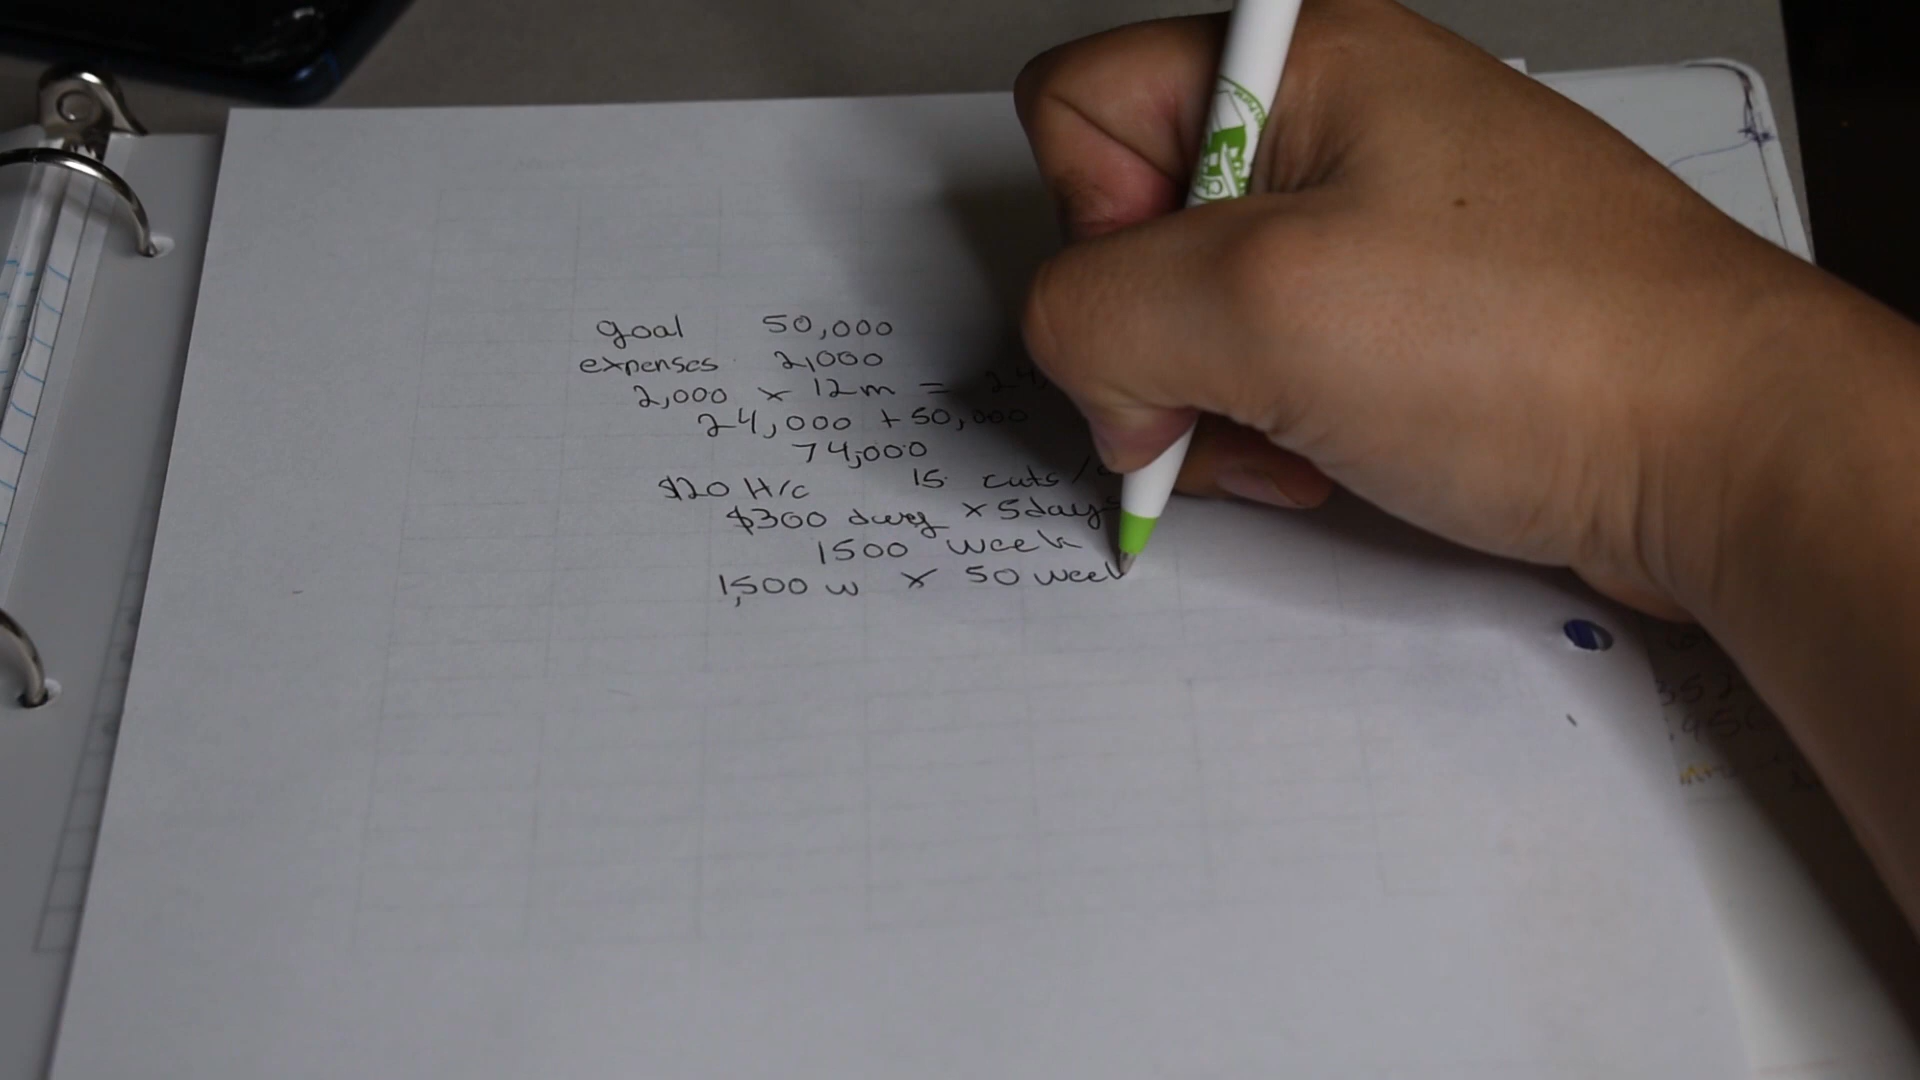 goal 50,000
expenses 2,000
2,000 x 12m = 24,
24,000 + 50,000
74,000
$20 H/c 15 cuts/
$300 x 5days
1500 week
1,500 w x 50 week